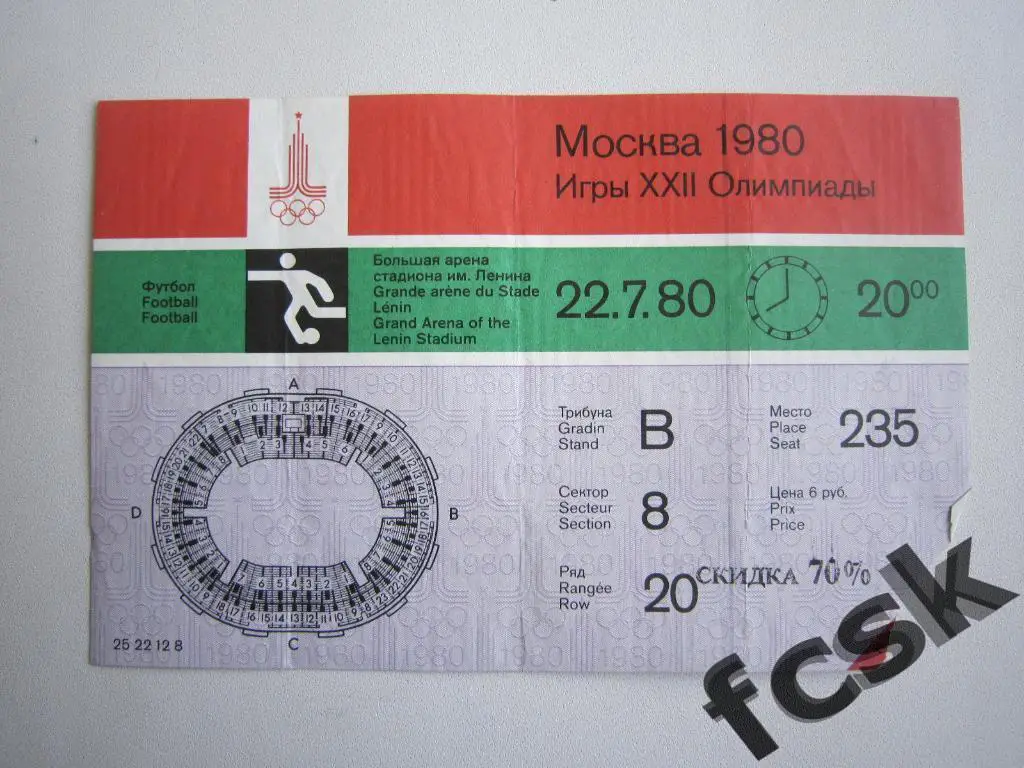 Москва 1980
Игры XXII Олимпиады
Футбол
Football
Football
Большая арена
стадиона им. Ленина
Grande arène du Stade
Lénin
Grand Arena of the
Lenin Stadium
22.7.80
20 00
A
B
C
D
Трибуна
Gradin
Stand
B
Место
Place
Seat
235
Сектор
Secteur
Section
8
Цена 6 руб.
Prix
Price
Ряд
Rangée
Row
20
СКИДКА 70%
25 22 12 8
fcsk